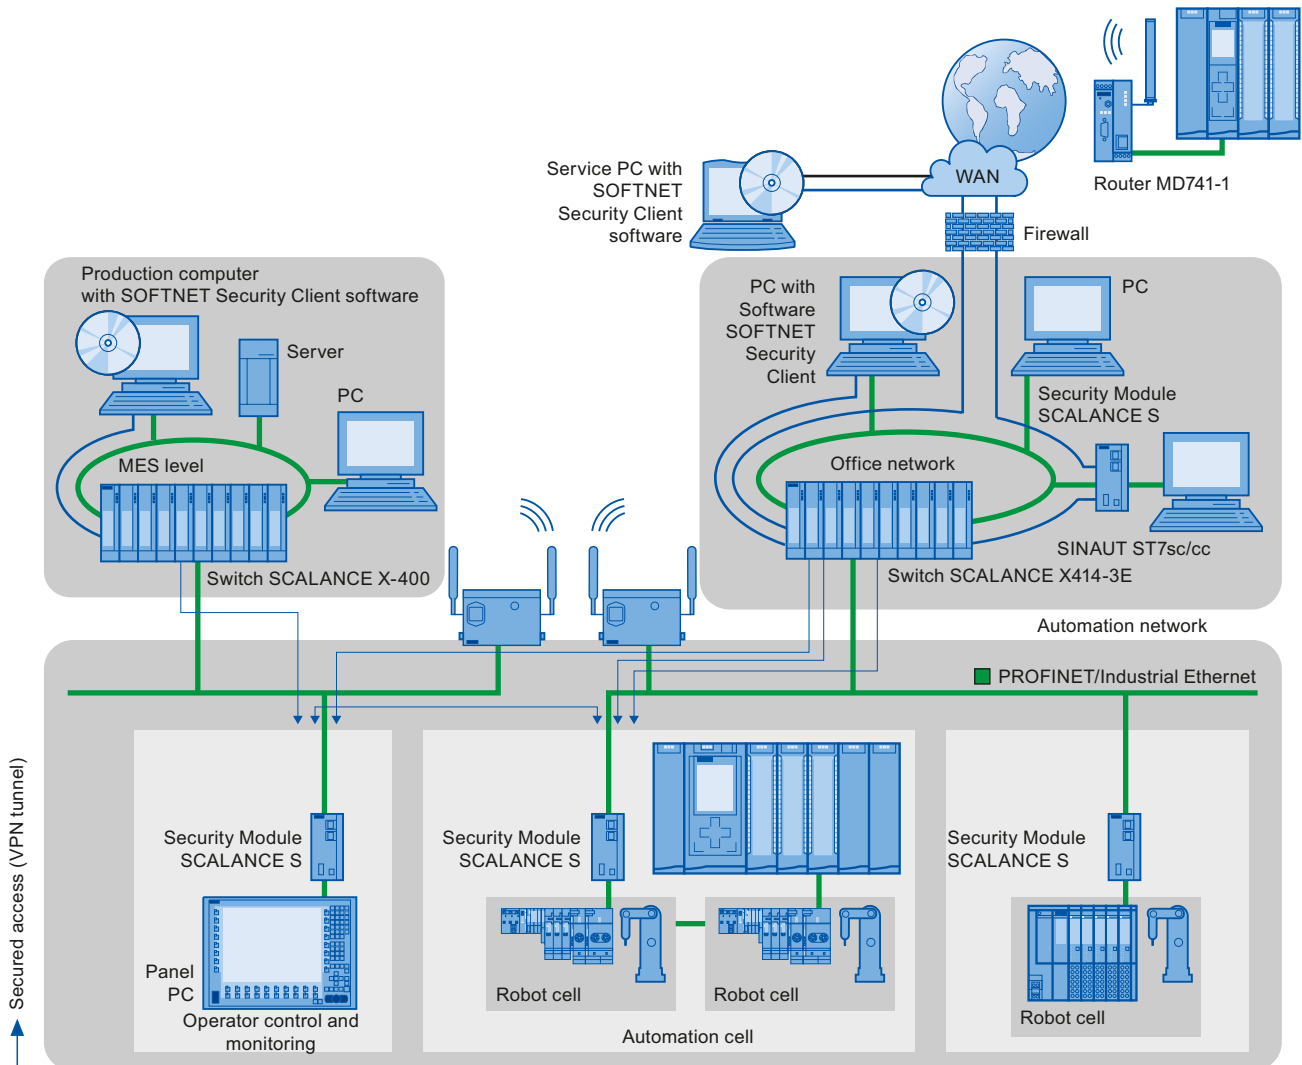 WAN
Router MD741-1
Service PC with
SOFTNET
Security Client
software
Firewall
Production computer
with SOFTNET Security Client software
Server
PC
MES level
Switch SCALANCE X-400
PC with
Software
SOFTNET
Security
Client
PC
Security Module
SCALANCE S
Office network
SINAUT ST7sc/cc
Switch SCALANCE X414-3E
Automation network
PROFINET/Industrial Ethernet
Secured access (VPN tunnel)
Security Module
SCALANCE S
Panel
PC
Operator control and
monitoring
Security Module
SCALANCE S
Robot cell
Robot cell
Automation cell
Security Module
SCALANCE S
Robot cell